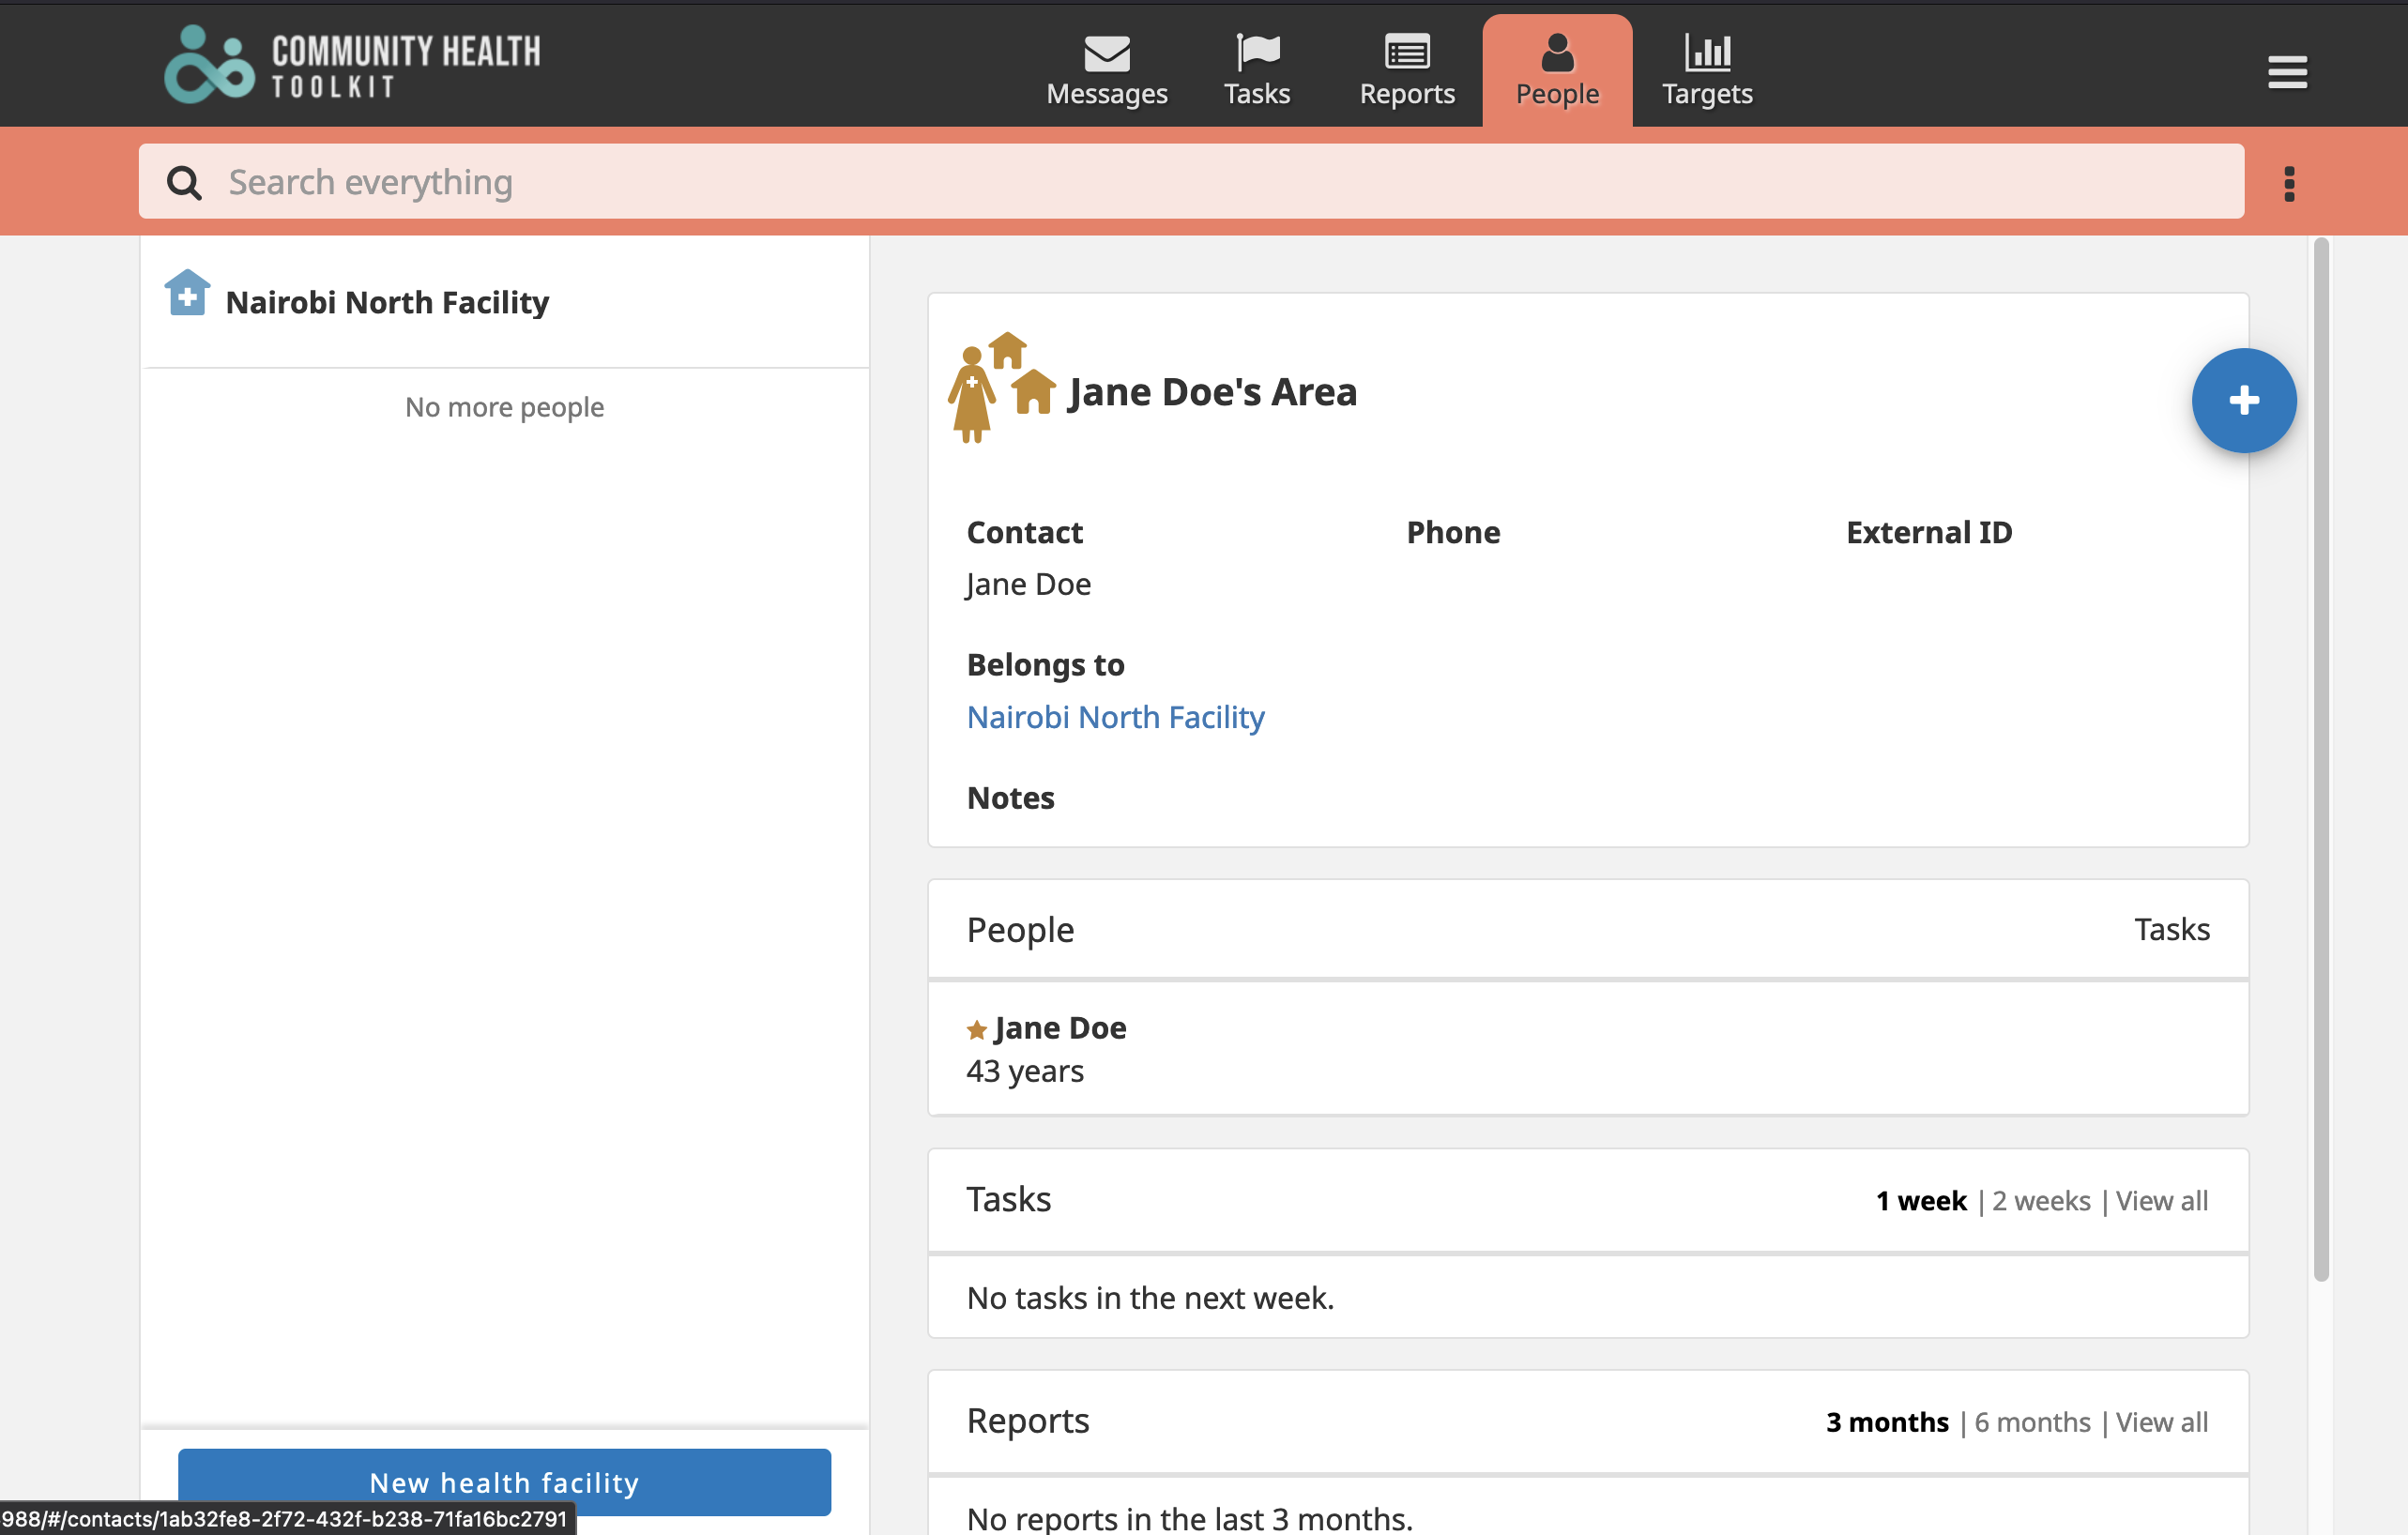 COMMUNITY HEALTH
TOOLKIT
Messages
Tasks
Reports
People
Targets
Search everything
Nairobi North Facility
No more people
Jane Doe's Area
Contact
Phone
External ID
Jane Doe
Belongs to
Nairobi North Facility
Notes
People
Tasks
Jane Doe
43 years
Tasks
1 week | 2 weeks | View all
No tasks in the next week.
Reports
3 months | 6 months | View all
No reports in the last 3 months.
New health facility
988/#/contacts/1ab32fe8-2f72-432f-b238-71fa16bc2791